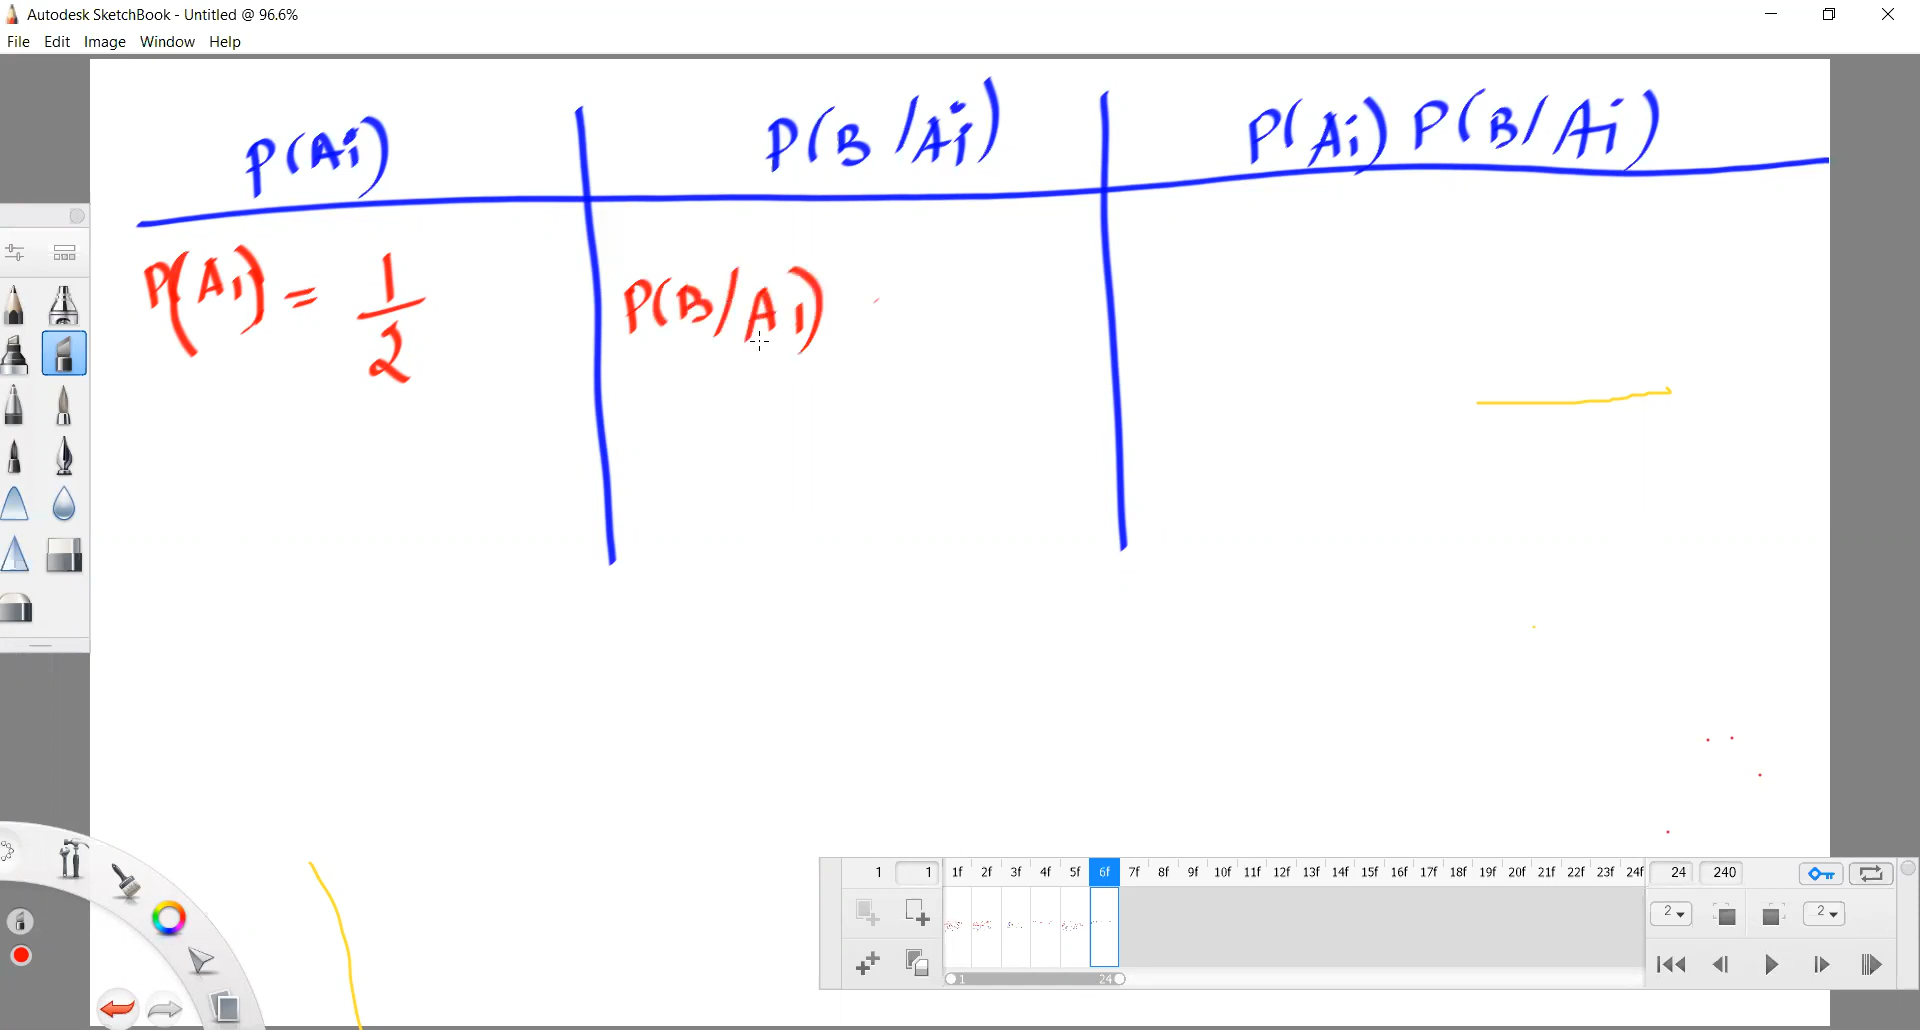 Autodesk SketchBook - Untitled @ 96.6%
File Edit Image Window Help
P(Ai) P(B/Ai) P(Ai) P(B/Ai)
P(A1) = 1/2 P(B/A1)
1 1 1f 2f 3f 4f 5f 6f 7f 8f 9f 10f 11f 12f 13f 14f 15f 16f 17f 18f 19f 20f 21f 22f 23f 24f 24 240
2 2
1 24